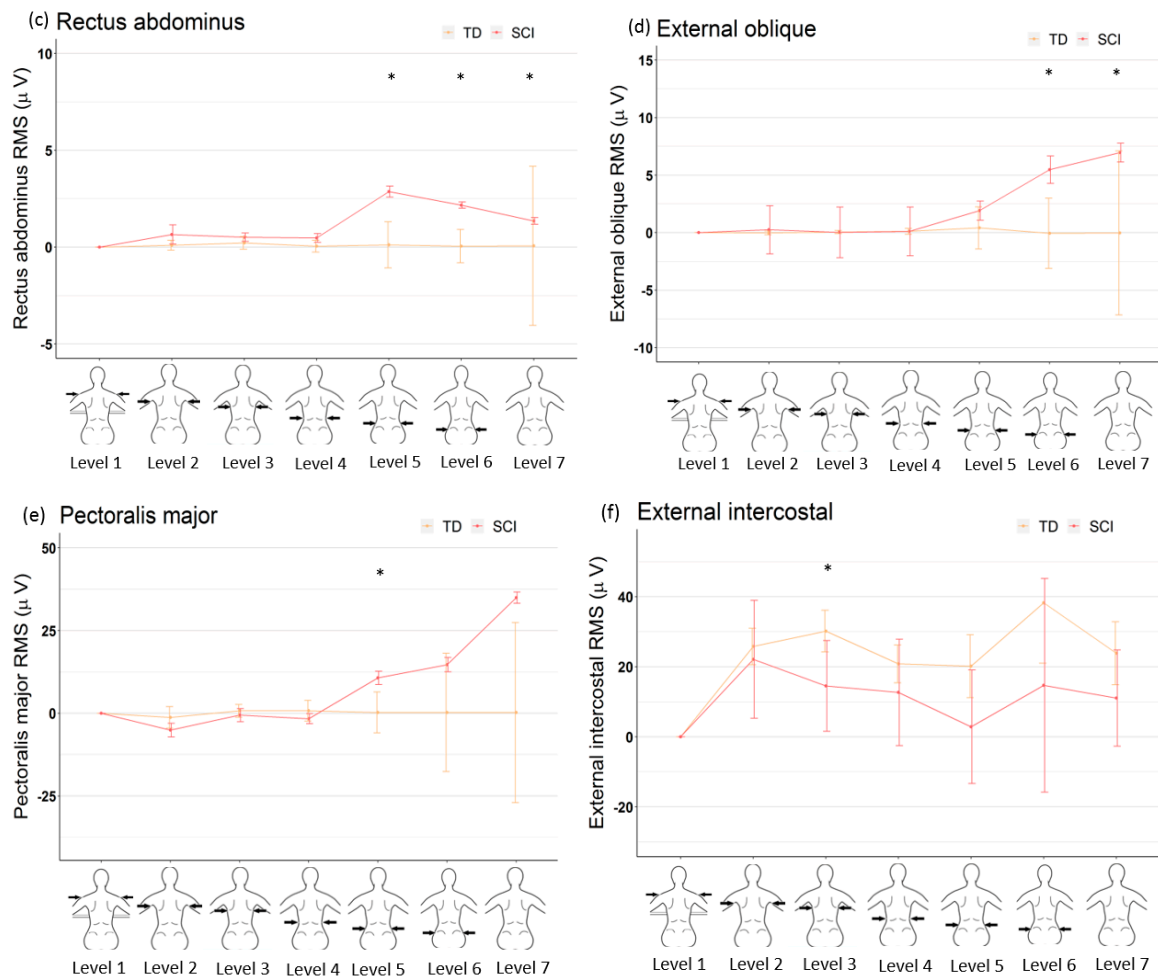 (c) Rectus abdominus
TD SCI
Rectus abdominus RMS (μ V)
10
*
*
*
5
0
-5
Level 1 Level 2 Level 3 Level 4 Level 5 Level 6 Level 7
(d) External oblique
TD SCI
External oblique RMS (μ V)
15
*
*
10
5
0
-5
-10
Level 1 Level 2 Level 3 Level 4 Level 5 Level 6 Level 7
(e) Pectoralis major
TD SCI
Pectoralis major RMS (μ V)
50
*
25
0
-25
Level 1 Level 2 Level 3 Level 4 Level 5 Level 6 Level 7
(f) External intercostal
TD SCI
External intercostal RMS (μ V)
*
40
20
0
-20
Level 1 Level 2 Level 3 Level 4 Level 5 Level 6 Level 7